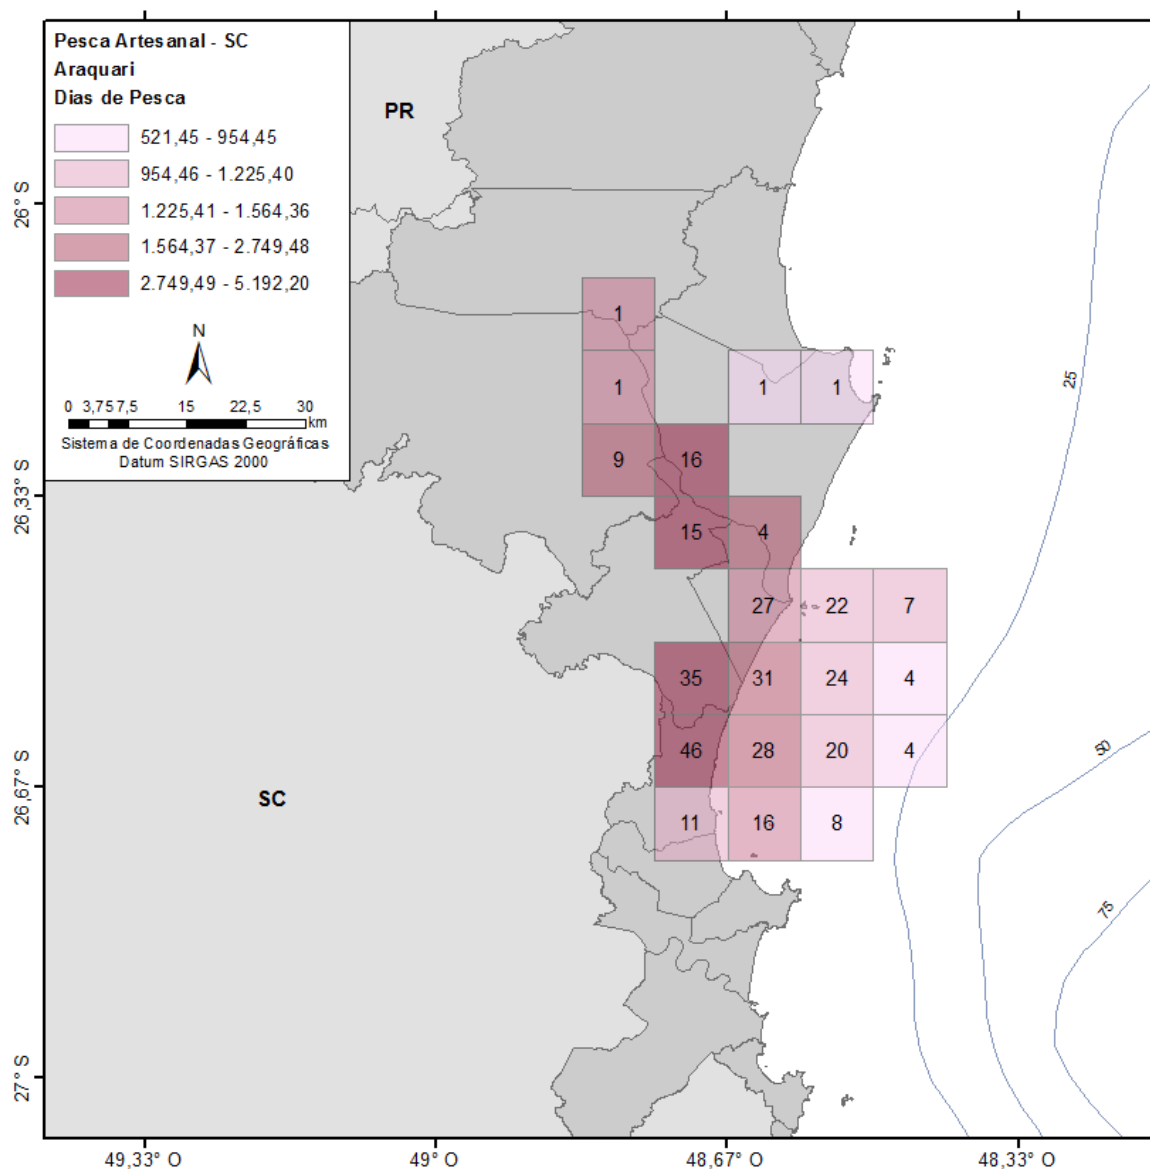 Pesca Artesanal - SC
Araquari
Dias de Pesca
521,45 - 954,45
954,46 - 1.225,40
1.225,41 - 1.564,36
1.564,37 - 2.749,48
2.749,49 - 5.192,20
N
0 3,75 7,5 15 22,5 30
km
Sistema de Coordenadas Geográficas
Datum SIRGAS 2000
PR
SC
26° S
26,33° S
26,67° S
27° S
1
1 1 1
9 16
15 4
27 22 7
35 31 24 4
46 28 20 4
11 16 8
25
50
75
49,33° O 49° O 48,67° O 48,33° O